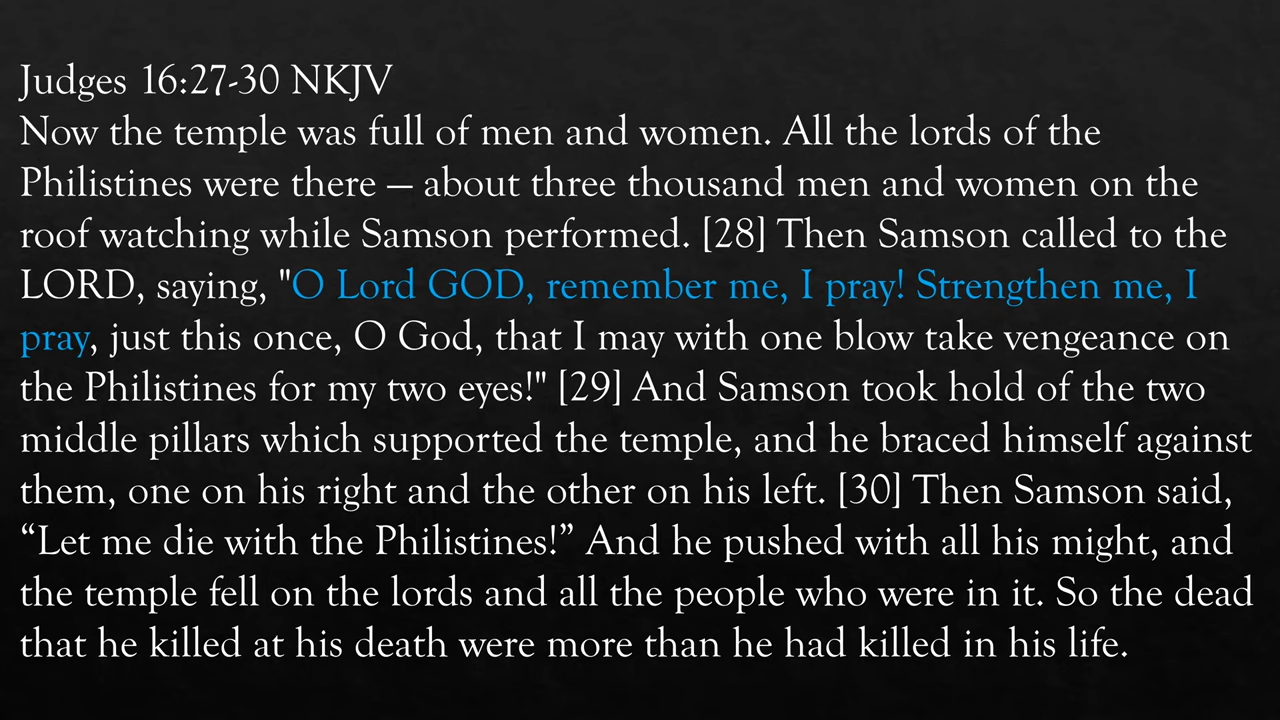 Judges 16:27-30 NKJV
Now the temple was full of men and women. All the lords of the
Philistines were there — about three thousand men and women on the
roof watching while Samson performed. [28] Then Samson called to the
LORD, saying, "O Lord GOD, remember me, I pray! Strengthen me, I
pray, just this once, O God, that I may with one blow take vengeance on
the Philistines for my two eyes!" [29] And Samson took hold of the two
middle pillars which supported the temple, and he braced himself against
them, one on his right and the other on his left. [30] Then Samson said,
“Let me die with the Philistines!” And he pushed with all his might, and
the temple fell on the lords and all the people who were in it. So the dead
that he killed at his death were more than he had killed in his life.